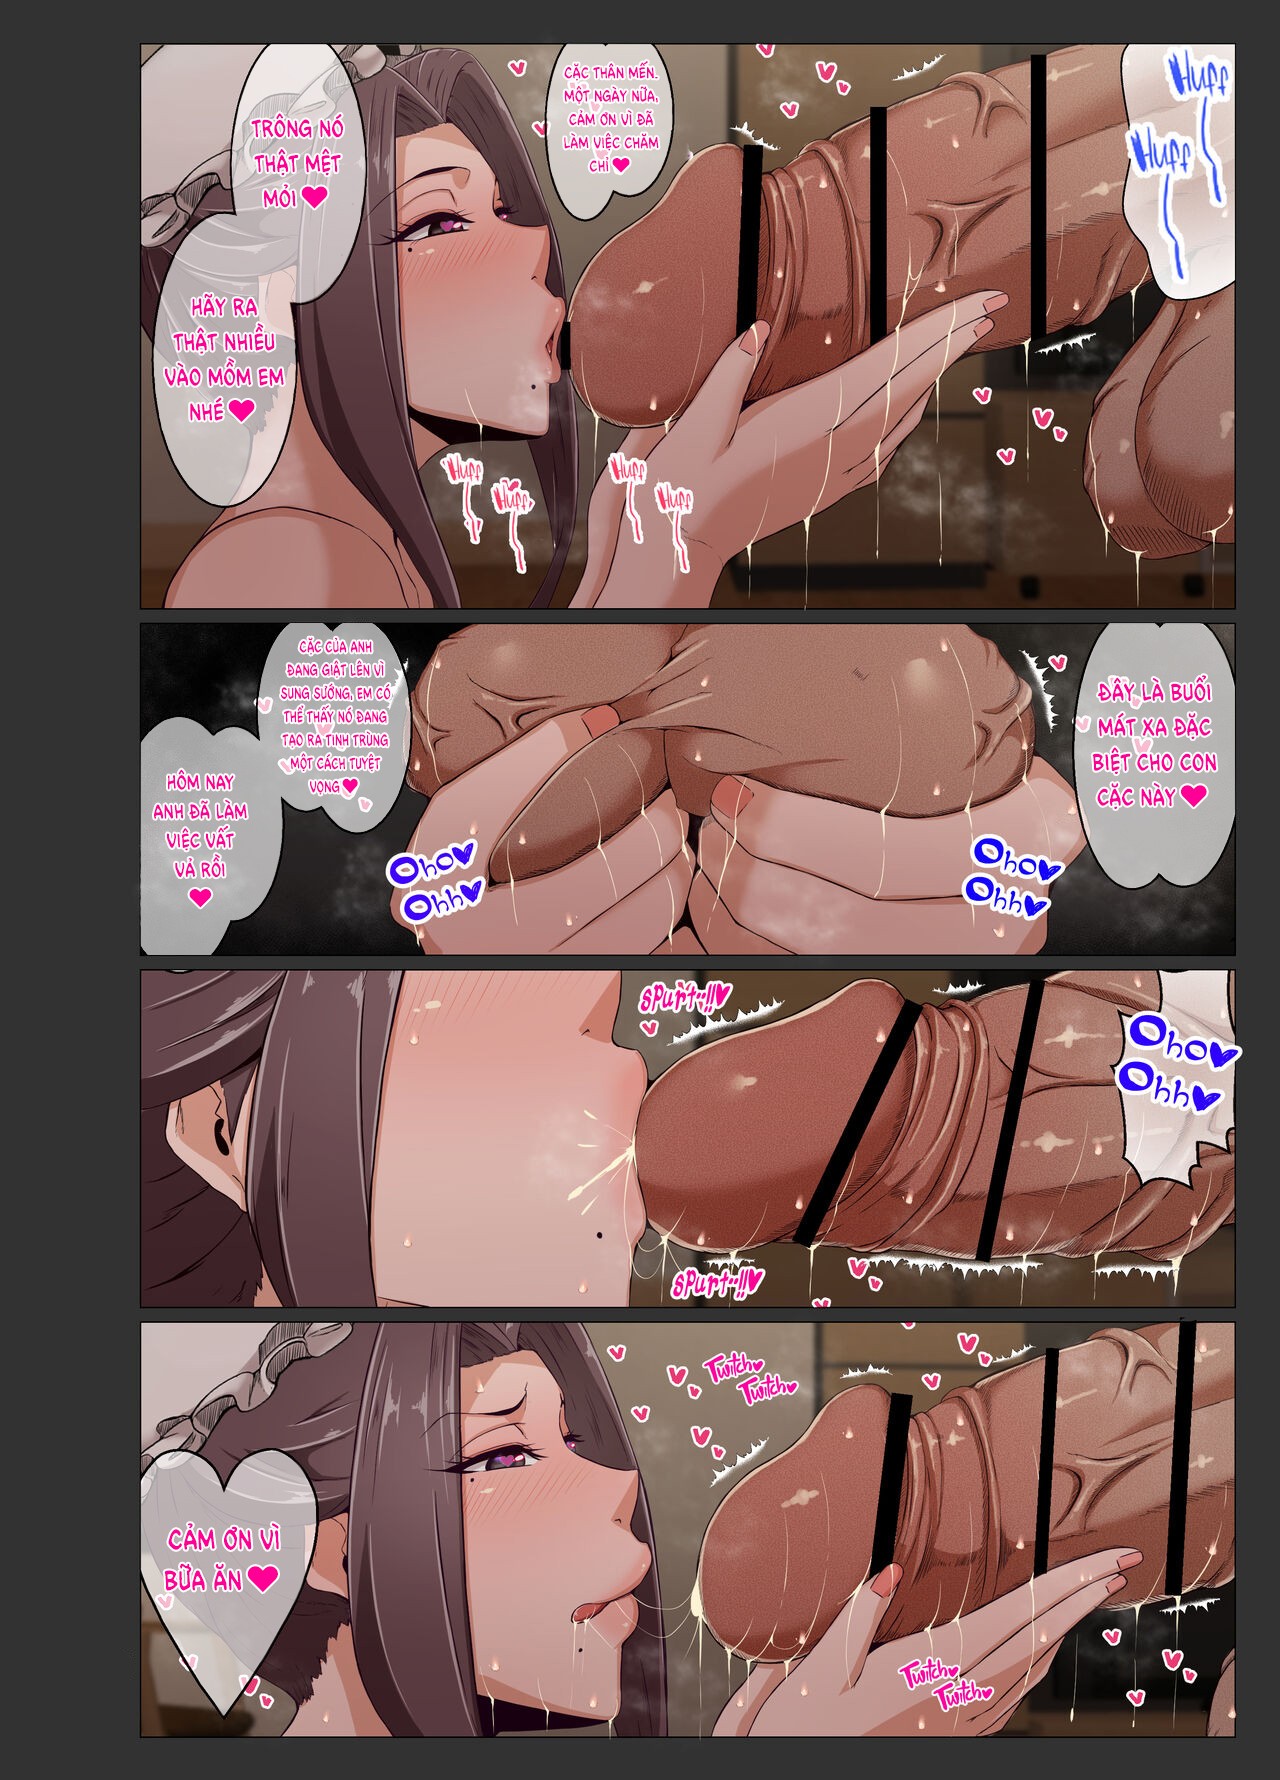 CẶC THÂN MẾN.
MỘT NGÀY NỮA,
CẢM ƠN VÌ ĐÃ
LÀM VIỆC CHĂM
CHỈ ♥
TRÔNG NÓ
THẬT MỆT
MỎI ♥
HÃY RA
THẬT NHIỀU
VÀO MỒM EM
NHÉ ♥
Huff
Huff
Huff
Huff
Huff
Huff
ĐÂY LÀ BUỔI
MÁT XA ĐẶC
BIỆT CHO CON
CẶC NÀY ♥
CẶC CỦA ANH
ĐANG GIẬT LÊN VÌ
SUNG SƯỚNG, EM CÓ
THỂ THẤY NÓ ĐANG
TẠO RA TINH TRÙNG
MỘT CÁCH TUYỆT
VỌNG ♥
HÔM NAY
ANH ĐÃ LÀM
VIỆC VẤT
VẢ RỒI
♥
Oho♥
Ohh♥
Oho♥
Ohh♥
Spurt..!!♥
Oho♥
Ohh♥
Spurt..!!♥
Twitch♥
Twitch♥
CẢM ƠN VÌ
BỮA ĂN ♥
Twitch♥
Twitch♥